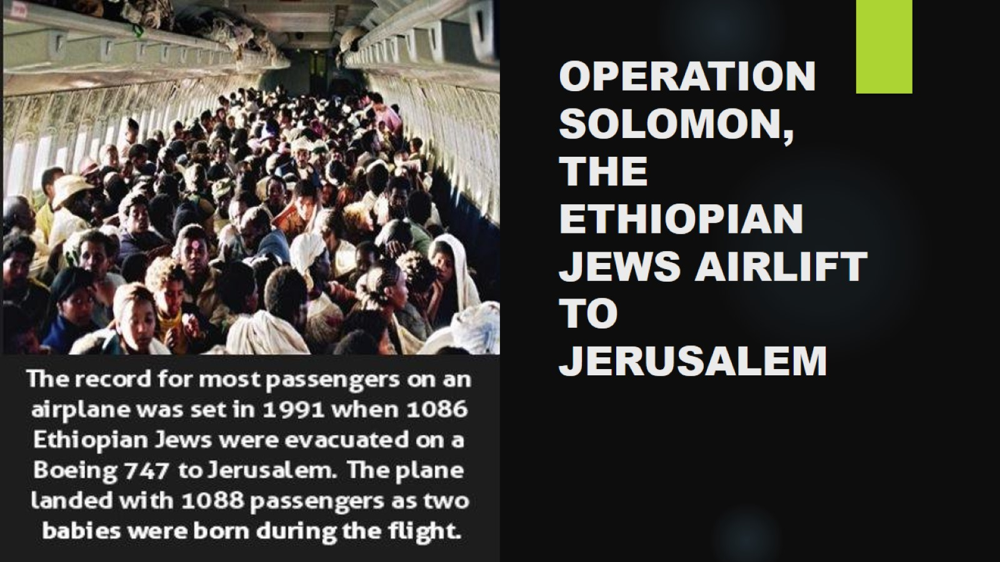 The record for most passengers on an
airplane was set in 1991 when 1086
Ethiopian Jews were evacuated on a
Boeing 747 to Jerusalem. The plane
landed with 1088 passengers as two
babies were born during the flight.
OPERATION
SOLOMON,
THE
ETHIOPIAN
JEWS AIRLIFT
TO
JERUSALEM